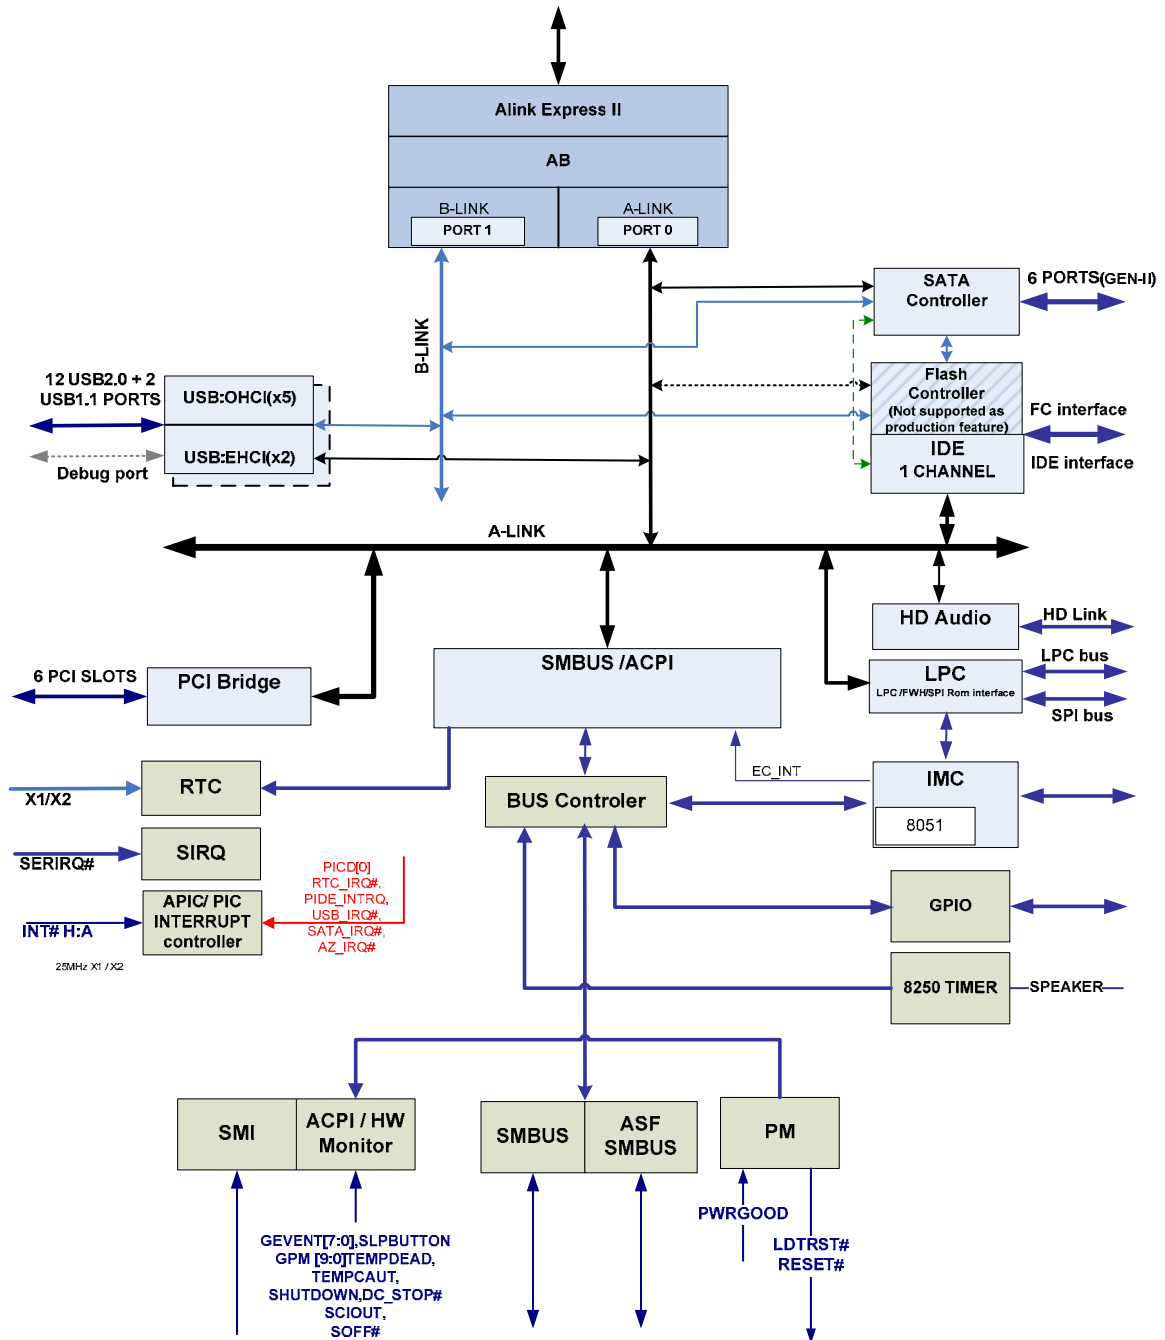 Alink Express II
AB
B-LINK
A-LINK
PORT 1
PORT 0
SATA
Controller
6 PORTS(GEN-II)
B-LINK
12 USB2.0 + 2
USB1.1 PORTS
USB:OHCI(x5)
USB:EHCI(x2)
Debug port
Flash
Controller
(Not supported as
production feature)
IDE
1 CHANNEL
FC interface
IDE interface
A-LINK
HD Audio
HD Link
SMBUS /ACPI
LPC
LPC /FWH/SPI Rom interface
LPC bus
SPI bus
6 PCI SLOTS
PCI Bridge
EC_INT
RTC
X1/X2
BUS Controler
IMC
8051
SIRQ
SERIRQ#
PICD[0]
RTC_IRQ#,
PIDE_INTRQ,
USB_IRQ#,
SATA_IRQ#,
AZ_IRQ#
APIC/ PIC
INTERRUPT
controller
INT# H:A
25MHz X1 / X2
GPIO
8250 TIMER
SPEAKER
SMI
ACPI / HW
Monitor
SMBUS
ASF
SMBUS
PM
PWRGOOD
LDTRST#
RESET#
GEVENT[7:0],SLPBUTTON
GPM [9:0]TEMPDEAD,
TEMPCAUT,
SHUTDOWN,DC_STOP#
SCIOUT,
SOFF#